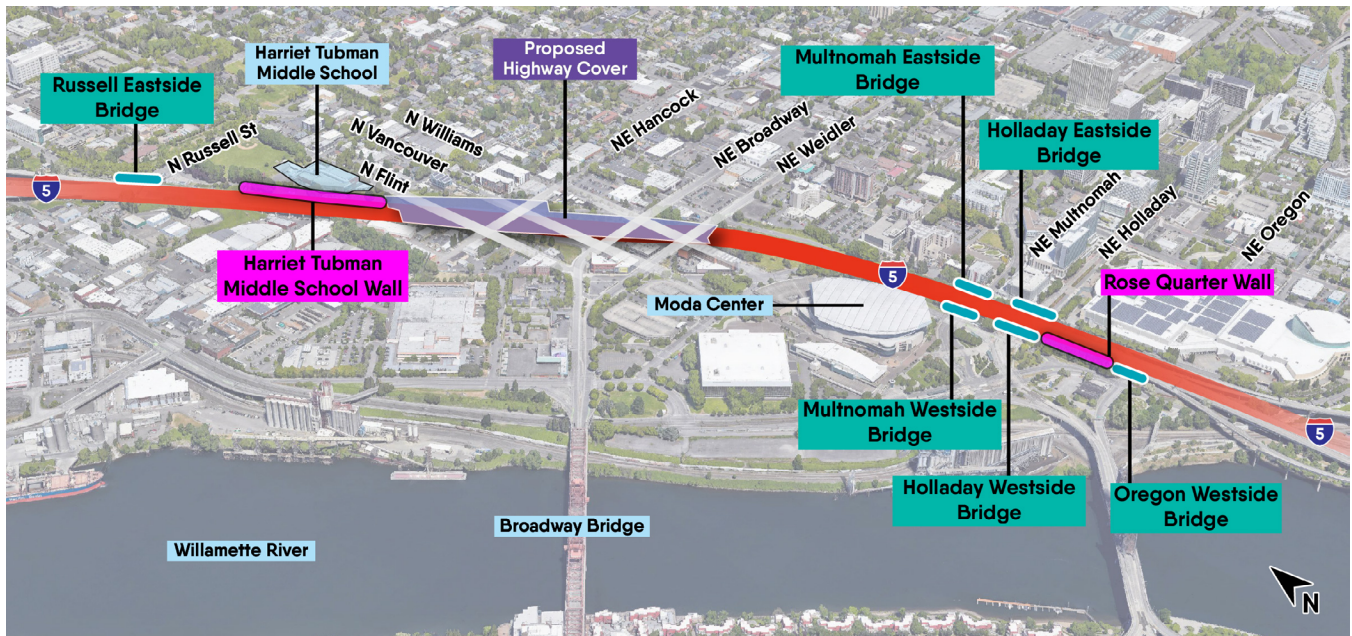 Russell Eastside
Bridge
N Russell St
Harriet Tubman
Middle School
N Flint
N Vancouver
N Williams
Proposed
Highway Cover
NE Hancock
NE Broadway
NE Weidler
Multnomah Eastside
Bridge
Holladay Eastside
Bridge
NE Multnomah
NE Holladay
NE Oregon
5
Harriet Tubman
Middle School Wall
Moda Center
5
Rose Quarter Wall
5
Multnomah Westside
Bridge
Holladay Westside
Bridge
Oregon Westside
Bridge
Broadway Bridge
Willamette River
N